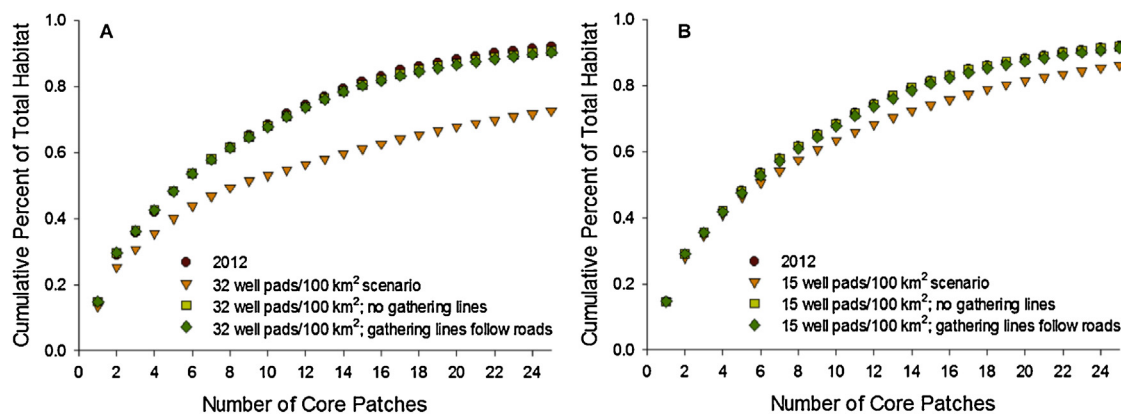 A
1.0
0.8
0.6
0.4
0.2
0.0
Cumulative Percent of Total Habitat
2012
32 well pads/100 km² scenario
32 well pads/100 km²; no gathering lines
32 well pads/100 km²; gathering lines follow roads
0 2 4 6 8 10 12 14 16 18 20 22 24
Number of Core Patches
B
1.0
0.8
0.6
0.4
0.2
0.0
Cumulative Percent of Total Habitat
2012
15 well pads/100 km² scenario
15 well pads/100 km²; no gathering lines
15 well pads/100 km²; gathering lines follow roads
0 2 4 6 8 10 12 14 16 18 20 22 24
Number of Core Patches